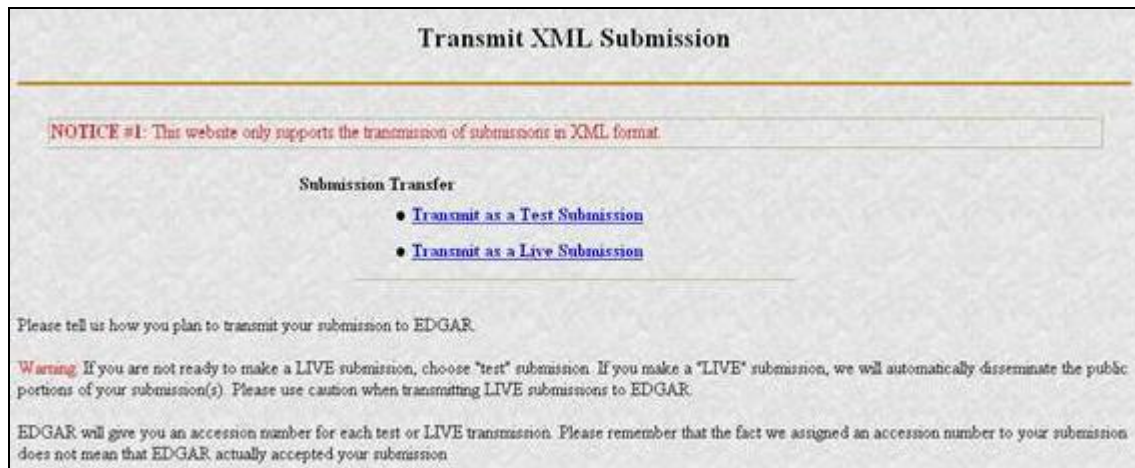 Transmit XML Submission
NOTICE #1: This website only supports the transmission of submissions in XML format.
Submission Transfer
• Transmit as a Test Submission
• Transmit as a Live Submission
Please tell us how you plan to transmit your submission to EDGAR.
Warning: If you are not ready to make a LIVE submission, choose "test" submission. If you make a "LIVE" submission, we will automatically disseminate the public
portions of your submission(s). Please use caution when transmitting LIVE submissions to EDGAR.
EDGAR will give you an accession number for each test or LIVE transmission. Please remember that the fact we assigned an accession number to your submission
does not mean that EDGAR actually accepted your submission